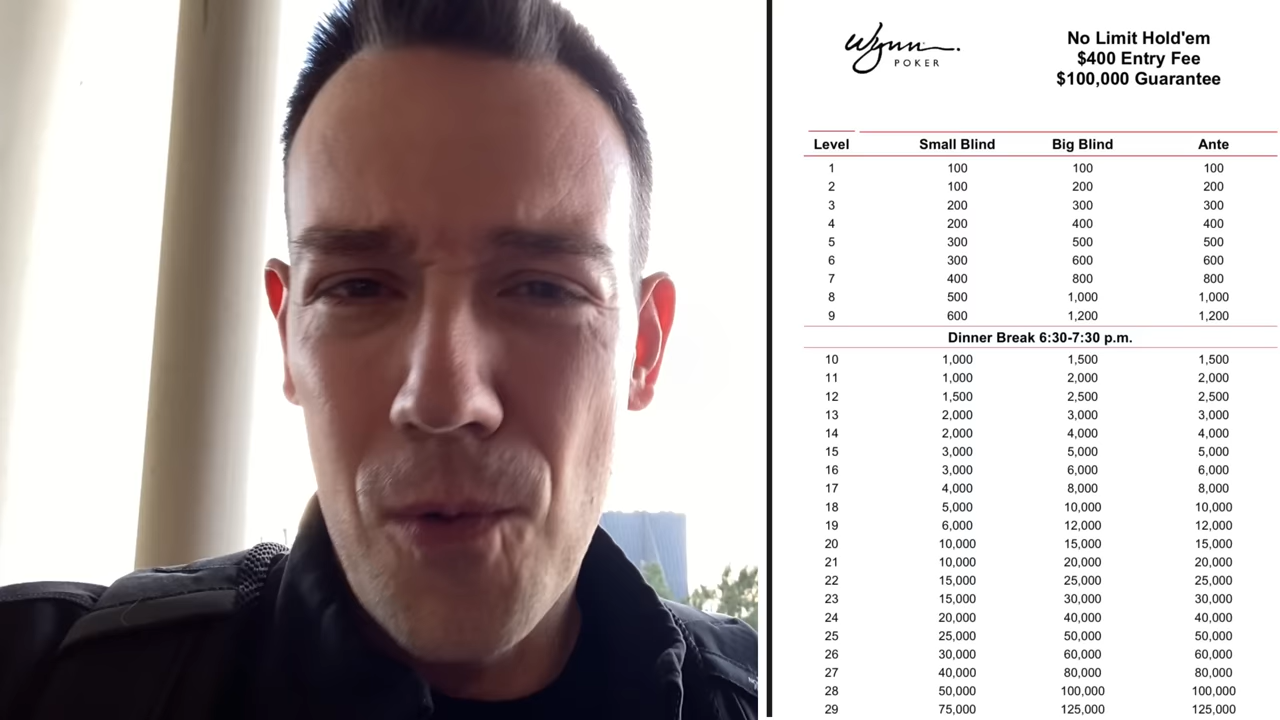 Wynn
POKER
No Limit Hold'em
$400 Entry Fee
$100,000 Guarantee
Level Small Blind Big Blind Ante
1 100 100 100
2 100 200 200
3 200 300 300
4 200 400 400
5 300 500 500
6 300 600 600
7 400 800 800
8 500 1,000 1,000
9 600 1,200 1,200
Dinner Break 6:30-7:30 p.m.
10 1,000 1,500 1,500
11 1,000 2,000 2,000
12 1,500 2,500 2,500
13 2,000 3,000 3,000
14 2,000 4,000 4,000
15 3,000 5,000 5,000
16 3,000 6,000 6,000
17 4,000 8,000 8,000
18 5,000 10,000 10,000
19 6,000 12,000 12,000
20 10,000 15,000 15,000
21 10,000 20,000 20,000
22 15,000 25,000 25,000
23 15,000 30,000 30,000
24 20,000 40,000 40,000
25 25,000 50,000 50,000
26 30,000 60,000 60,000
27 40,000 80,000 80,000
28 50,000 100,000 100,000
29 75,000 125,000 125,000